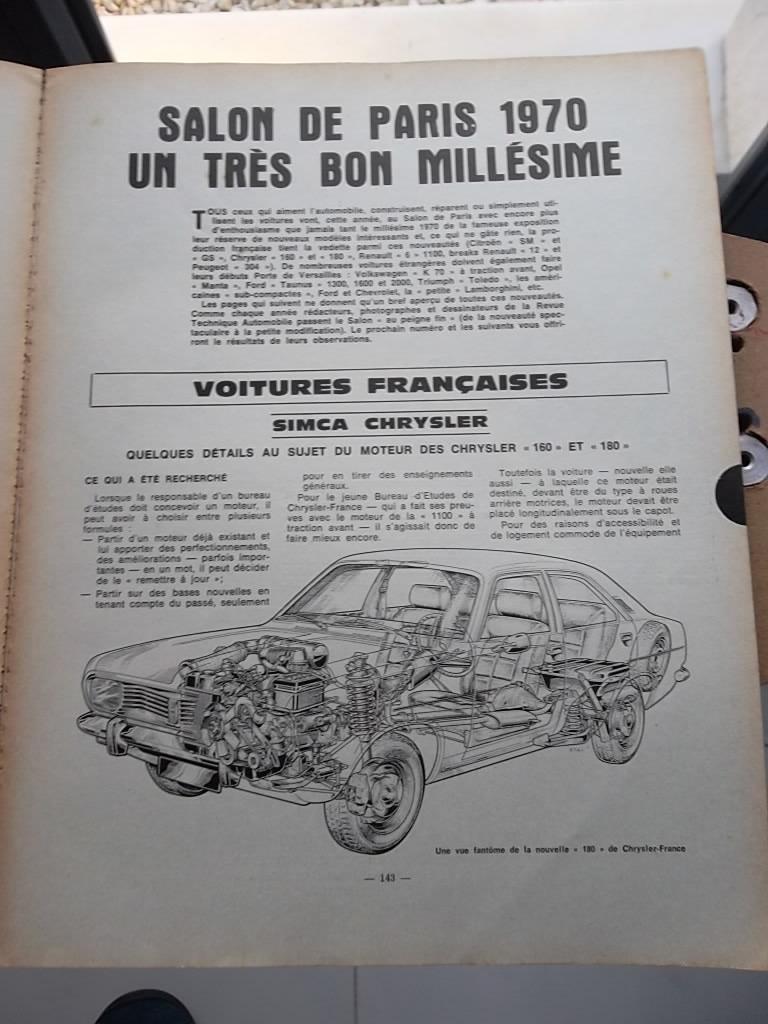 SALON DE PARIS 1970
UN TRÈS BON MILLÉSIME
TOUS ceux qui aiment l'automobile, construisent, réparent ou simplement uti-
lisent les voitures vont, cette année, au Salon de Paris avec encore plus
d'enthousiasme que jamais tant le millésime 1970 de la fameuse exposition
leur réserve de nouveaux modèles intéressants et, ce qui ne gâte rien, la pro-
duction française tient la vedette parmi ces nouveautés (Citroën « SM » et
« GS », Chrysler « 160 » et « 180 », Renault « 6 » 1100, breaks Renault « 12 » et
Peugeot « 304 »). De nombreuses voitures étrangères doivent également faire
leurs débuts Porte de Versailles : Volkswagen « K 70 » à traction avant, Opel
« Manta », Ford « Taunus » 1300, 1600 et 2000, Triumph « Toledo », les améri-
caines « sub-compactes », Ford et Chevrolet, la « petite » Lamborghini, etc.
Les pages qui suivent ne donnent qu'un bref aperçu de toutes ces nouveautés.
Comme chaque année rédacteurs, photographes et dessinateurs de la Revue
Technique Automobile passent le Salon « au peigne fin » (de la nouveauté spec-
taculaire à la petite modification). Le prochain numéro et les suivants vous offri-
ront le résultats de leurs observations.
VOITURES FRANÇAISES
SIMCA CHRYSLER
QUELQUES DÉTAILS AU SUJET DU MOTEUR DES CHRYSLER « 160 » ET « 180 »
CE QUI A ÉTÉ RECHERCHÉ
Lorsque le responsable d'un bureau
d'études doit concevoir un moteur, il
peut avoir à choisir entre plusieurs
formules :
— Partir d'un moteur déjà existant et
lui apporter des perfectionnements,
des améliorations — parfois impor-
tantes — en un mot, il peut décider
de le « remettre à jour » ;
— Partir sur des bases nouvelles en
tenant compte du passé, seulement
pour en tirer des enseignements
généraux.
Pour le jeune Bureau d'Etudes de
Chrysler-France — qui a fait ses preu-
ves avec le moteur de la « 1100 » à
traction avant — il s'agissait donc de
faire mieux encore.
Toutefois la voiture — nouvelle elle
aussi — à laquelle ce moteur était
destiné, devant être du type à roues
arrière motrices, le moteur devait être
placé longitudinalement sous le capot.
Pour des raisons d'accessibilité et
de logement commode de l'équipement
Une vue fantôme de la nouvelle « 180 » de Chrysler-France
— 143 —